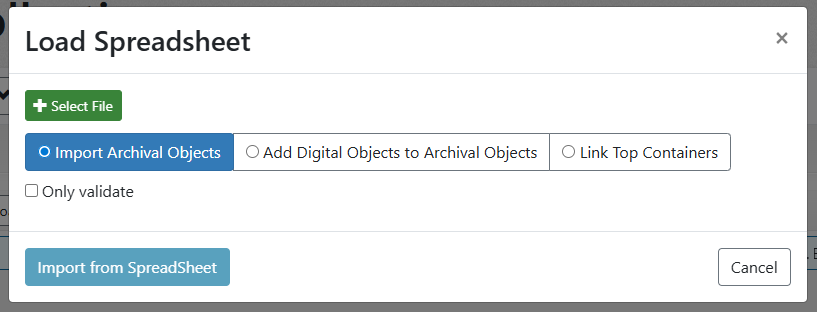 Load Spreadsheet
×
Select File
Import Archival Objects
Add Digital Objects to Archival Objects
Link Top Containers
Only validate
Import from SpreadSheet
Cancel